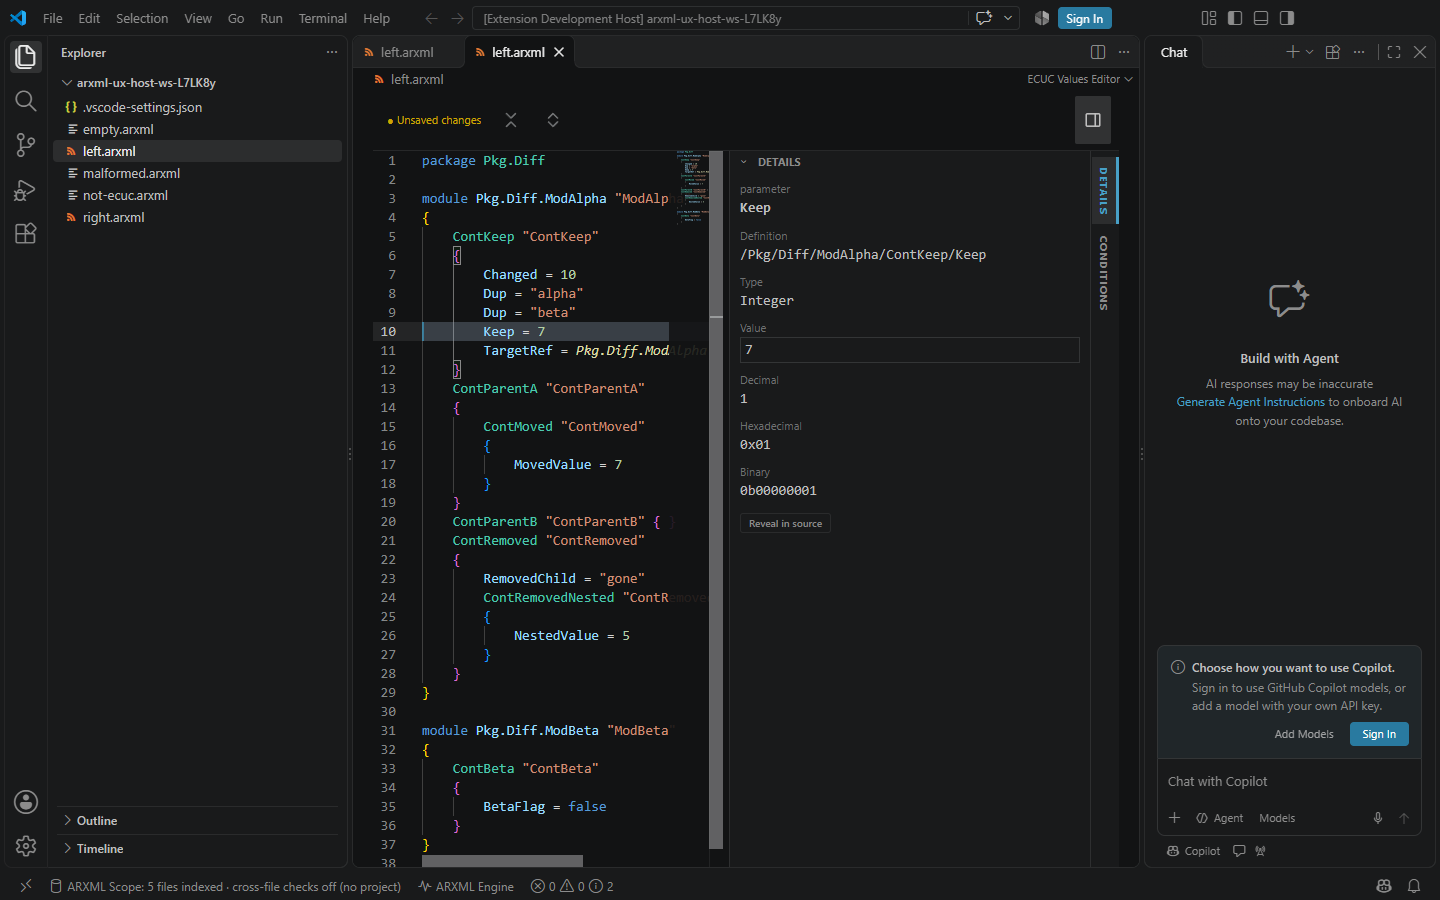 File Edit Selection View Go Run Terminal Help
[Extension Development Host] arxml-ux-host-ws-L7LK8y
Sign In
Explorer
arxml-ux-host-ws-L7LK8y
{} .vscode-settings.json
empty.arxml
left.arxml
malformed.arxml
not-ecuc.arxml
right.arxml
Outline
Timeline
left.arxml
left.arxml
left.arxml
ECUC Values Editor
Unsaved changes
1 package Pkg.Diff
2
3 module Pkg.Diff.ModAlpha "ModAlp
4 {
5 ContKeep "ContKeep"
6 {
7 Changed = 10
8 Dup = "alpha"
9 Dup = "beta"
10 Keep = 7
11 TargetRef = Pkg.Diff.ModAlpha
12 }
13 ContParentA "ContParentA"
14 {
15 ContMoved "ContMoved"
16 {
17 MovedValue = 7
18 }
19 }
20 ContParentB "ContParentB" { }
21 ContRemoved "ContRemoved"
22 {
23 RemovedChild = "gone"
24 ContRemovedNested "ContRemoved
25 {
26 NestedValue = 5
27 }
28 }
29 }
30
31 module Pkg.Diff.ModBeta "ModBeta"
32 {
33 ContBeta "ContBeta"
34 {
35 BetaFlag = false
36 }
37 }
38
DETAILS
parameter
Keep
Definition
/Pkg/Diff/ModAlpha/ContKeep/Keep
Type
Integer
Value
7
Decimal
1
Hexadecimal
0x01
Binary
0b00000001
Reveal in source
DETAILS
CONDITIONS
Chat
Build with Agent
AI responses may be inaccurate
Generate Agent Instructions to onboard AI
onto your codebase.
Choose how you want to use Copilot.
Sign in to use GitHub Copilot models, or
add a model with your own API key.
Add Models
Sign In
Chat with Copilot
Agent Models
Copilot
ARXML Scope: 5 files indexed · cross-file checks off (no project)
ARXML Engine
0 0 2